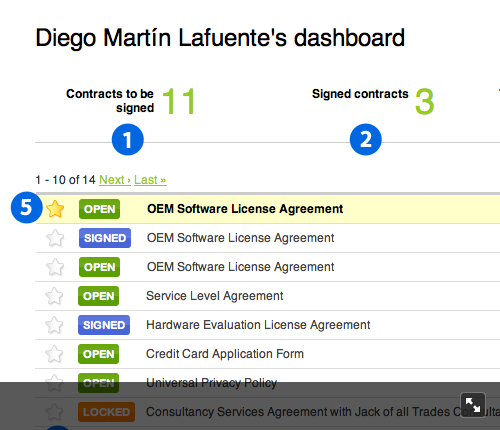 Diego Martín Lafuente's dashboard
Contracts to be signed 11
Signed contracts 3
1
2
1 - 10 of 14 Next › Last »
5 OPEN OEM Software License Agreement
SIGNED OEM Software License Agreement
OPEN OEM Software License Agreement
OPEN Service Level Agreement
SIGNED Hardware Evaluation License Agreement
OPEN Credit Card Application Form
OPEN Universal Privacy Policy
LOCKED Consultancy Services Agreement with Jack of all Trades